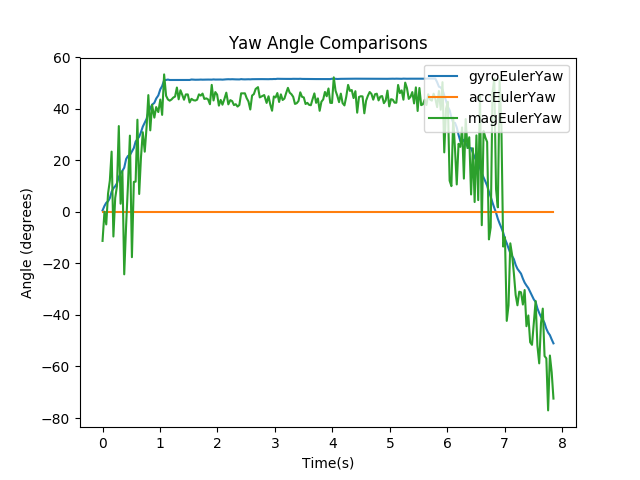 Yaw Angle Comparisons
gyroEulerYaw
accEulerYaw
magEulerYaw
60
40
20
0
−20
−40
−60
−80
Angle (degrees)
0 1 2 3 4 5 6 7 8
Time(s)